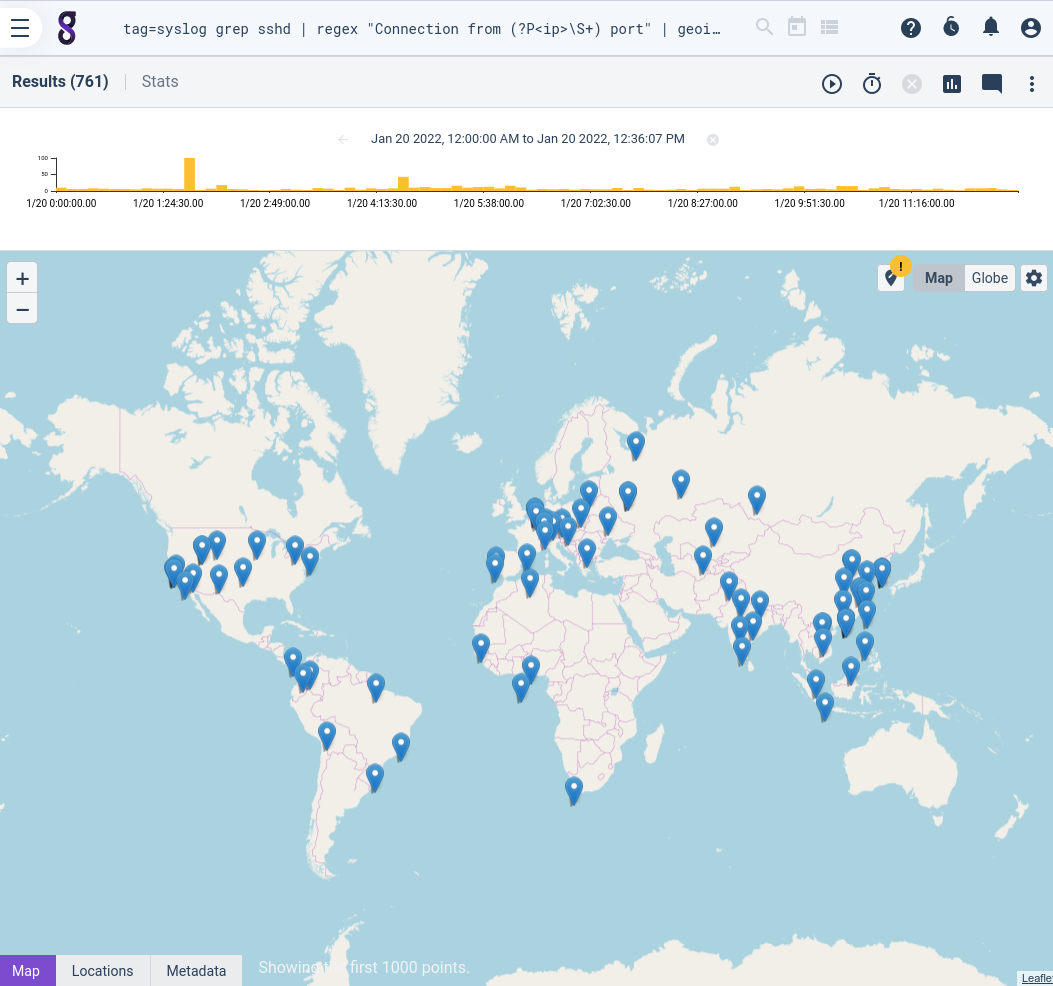 tag=syslog grep sshd | regex "Connection from (?P<ip>\S+) port" | geoi…
Results (761) Stats
Jan 20 2022, 12:00:00 AM to Jan 20 2022, 12:36:07 PM
100
50
0
1/20 0:00:00.00 1/20 1:24:30.00 1/20 2:49:00.00 1/20 4:13:30.00 1/20 5:38:00.00 1/20 7:02:30.00 1/20 8:27:00.00 1/20 9:51:30.00 1/20 11:16:00.00
+
−
! Map Globe
Map Locations Metadata Showing the first 1000 points.
Leafle